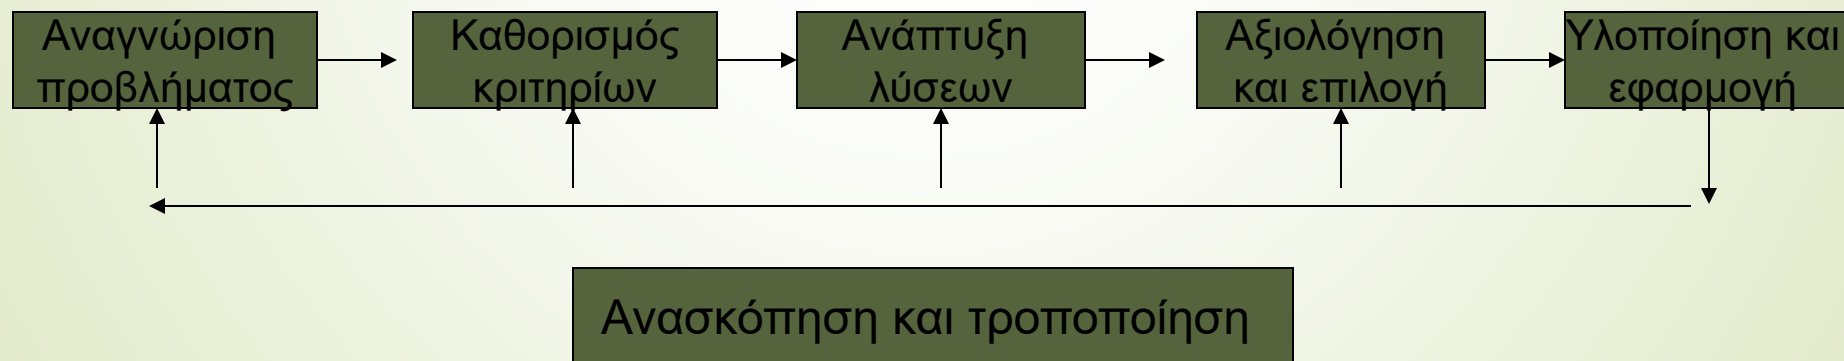 Αναγνώριση
προβλήματος
Καθορισμός
κριτηρίων
Ανάπτυξη
λύσεων
Αξιολόγηση
και επιλογή
Υλοποίηση και
εφαρμογή
Ανασκόπηση και τροποποίηση